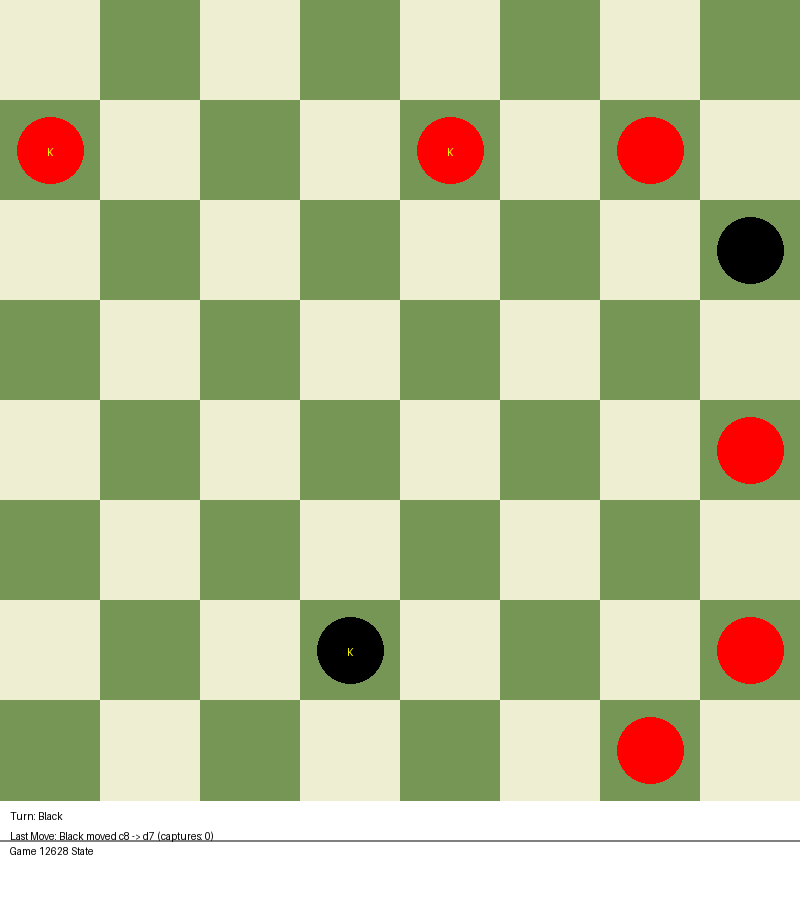 K K
K
Turn: Black
Last Move: Black moved c8 -> d7 (captures: 0)
Game 12628 State